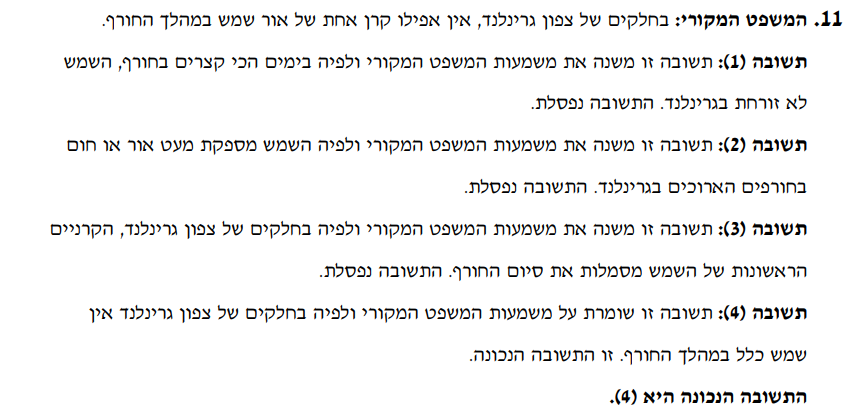 11. המשפט המקורי: בחלקים של צפון גרינלנד, אין אפילו קרן אחת של אור שמש במהלך החורף.
תשובה (1): תשובה זו משנה את משמעות המשפט המקורי ולפיה בימים הכי קצרים בחורף, השמש
לא זורחת בגרינלנד. התשובה נפסלת.
תשובה (2): תשובה זו משנה את משמעות המשפט המקורי ולפיה השמש מספקת מעט אור או חום
בחורפים הארוכים בגרינלנד. התשובה נפסלת.
תשובה (3): תשובה זו משנה את משמעות המשפט המקורי ולפיה בחלקים של צפון גרינלנד, הקרניים
הראשונות של השמש מסמלות את סיום החורף. התשובה נפסלת.
תשובה (4): תשובה זו שומרת על משמעות המשפט המקורי ולפיה בחלקים של צפון גרינלנד אין
שמש כלל במהלך החורף. זו התשובה הנכונה.
התשובה הנכונה היא (4).